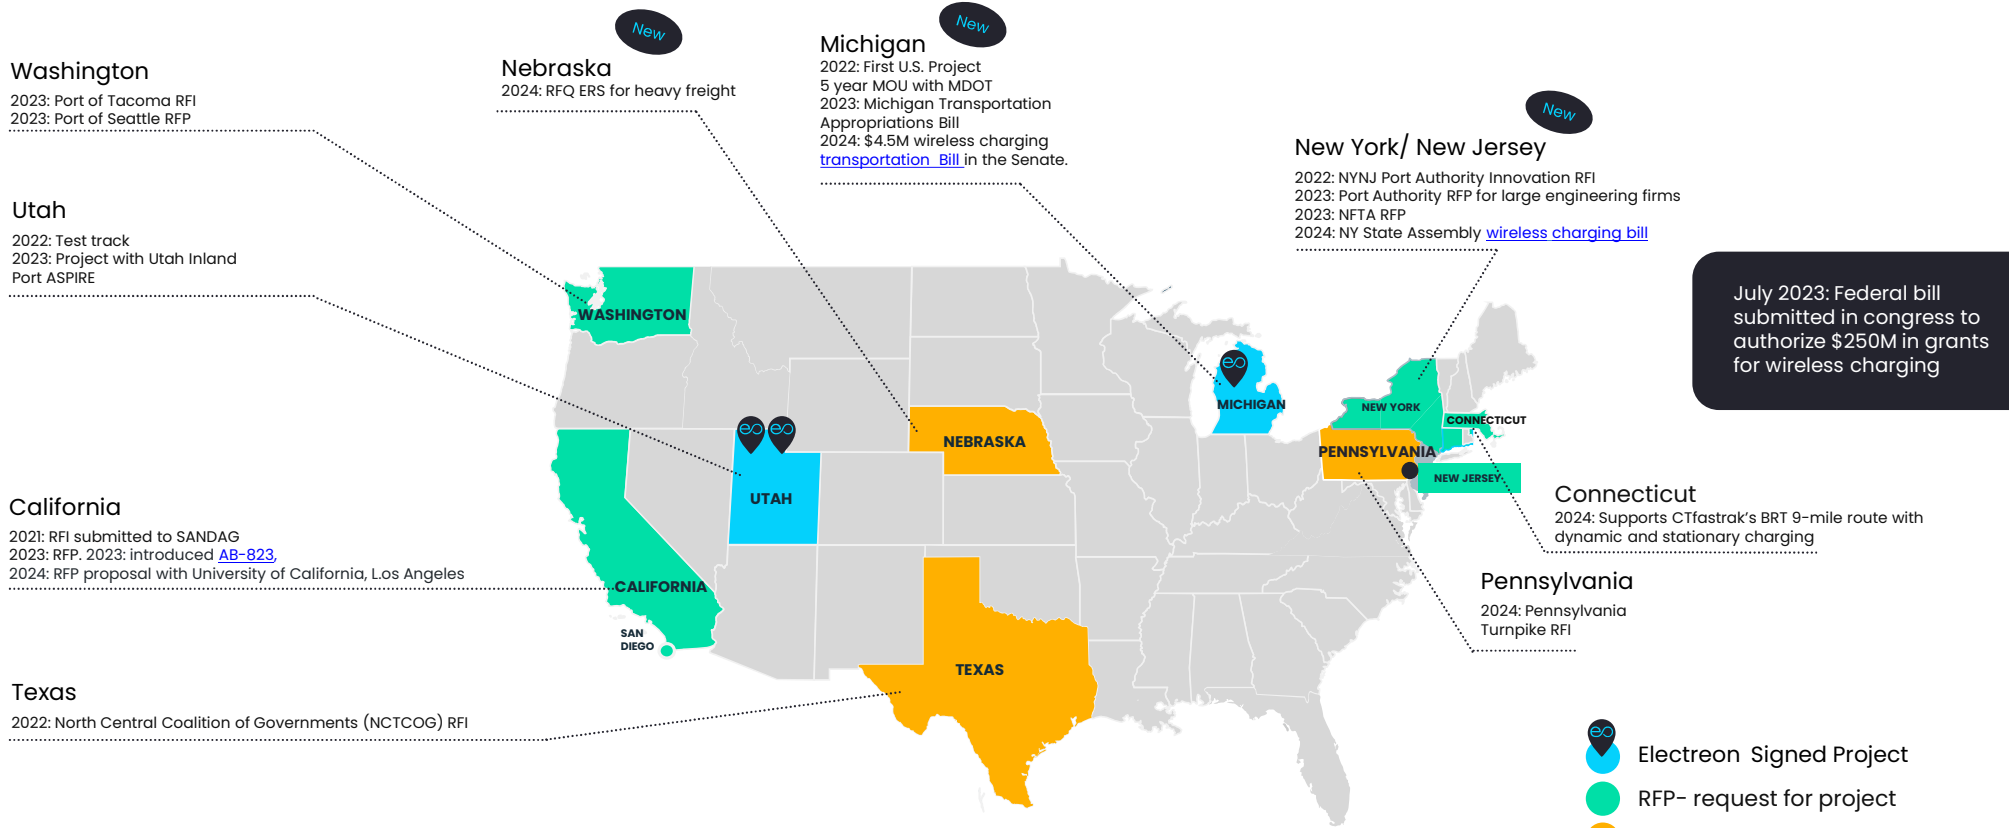 New
Washington
2023: Port of Tacoma RFI
2023: Port of Seattle RFP
Nebraska
2024: RFQ ERS for heavy freight
New
Michigan
2022: First U.S. Project
5 year MOU with MDOT
2023: Michigan Transportation
Appropriations Bill
2024: $4.5M wireless charging
transportation Bill in the Senate.
New
New York/ New Jersey
2022: NYNJ Port Authority Innovation RFI
2023: Port Authority RFP for large engineering firms
2023: NFTA RFP
2024: NY State Assembly wireless charging bill
Utah
2022: Test track
2023: Project with Utah Inland
Port ASPIRE
July 2023: Federal bill
submitted in congress to
authorize $250M in grants
for wireless charging
WASHINGTON
MICHIGAN
NEW YORK
CONNECTICUT
NEBRASKA
PENNSYLVANIA
NEW JERSEY
UTAH
California
2021: RFI submitted to SANDAG
2023: RFP. 2023: introduced AB-823,
2024: RFP proposal with University of California, Los Angeles
CALIFORNIA
SAN
DIEGO
TEXAS
Connecticut
2024: Supports CTfastrak's BRT 9-mile route with
dynamic and stationary charging
Pennsylvania
2024: Pennsylvania
Turnpike RFI
Texas
2022: North Central Coalition of Governments (NCTCOG) RFI
Electreon Signed Project
RFP- request for project